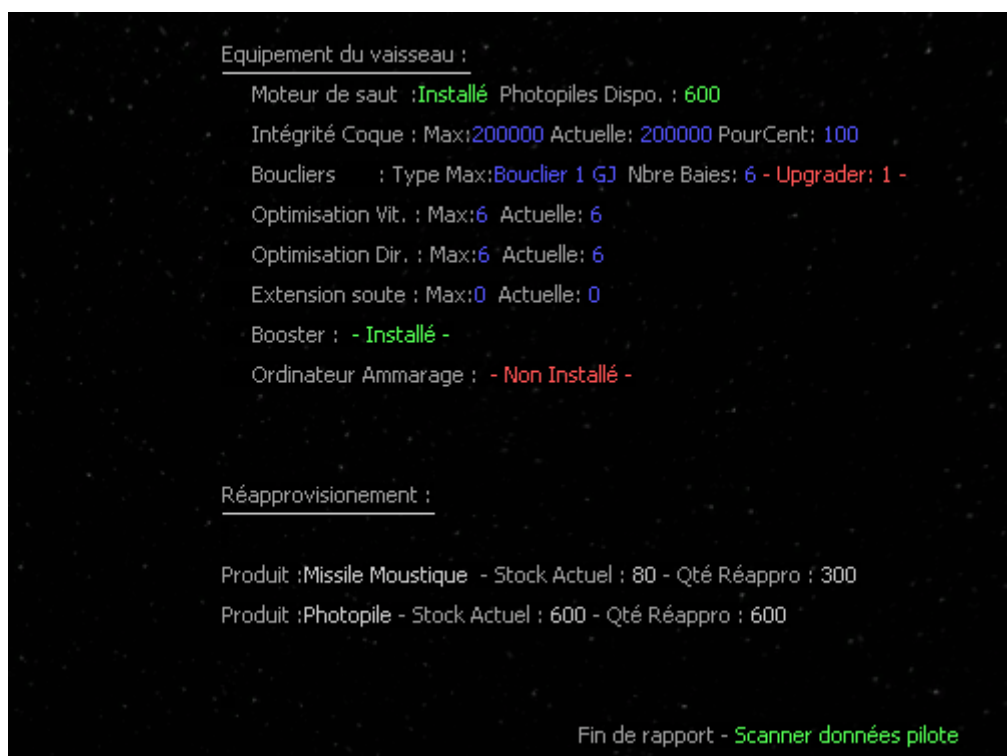 Equipement du vaisseau :
Moteur de saut :Installé Photopiles Dispo. : 600
Intégrité Coque : Max:200000 Actuelle: 200000 PourCent: 100
Boucliers : Type Max:Bouclier 1 GJ Nbre Baies: 6 - Upgrader: 1 -
Optimisation Vit. : Max:6 Actuelle: 6
Optimisation Dir. : Max:6 Actuelle: 6
Extension soute : Max:0 Actuelle: 0
Booster : - Installé -
Ordinateur Ammarage : - Non Installé -
Réapprovisionement :
Produit :Missile Moustique - Stock Actuel : 80 - Qté Réappro : 300
Produit :Photopile - Stock Actuel : 600 - Qté Réappro : 600
Fin de rapport - Scanner données pilote